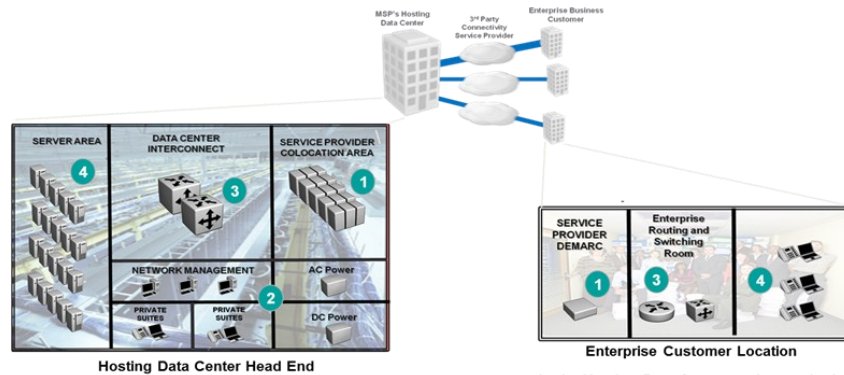 MSP's Hosting
Data Center
3rd Party
Connectivity
Service Provider
Enterprise Business
Customer
SERVER AREA
4
DATA CENTER
INTERCONNECT
3
SERVICE PROVIDER
COLOCATION AREA
1
NETWORK MANAGEMENT
2
PRIVATE
SUITES
PRIVATE
SUITES
AC Power
DC Power
Hosting Data Center Head End
SERVICE
PROVIDER
DEMARC
1
Enterprise
Routing and
Switching
Room
3
4
Enterprise Customer Location